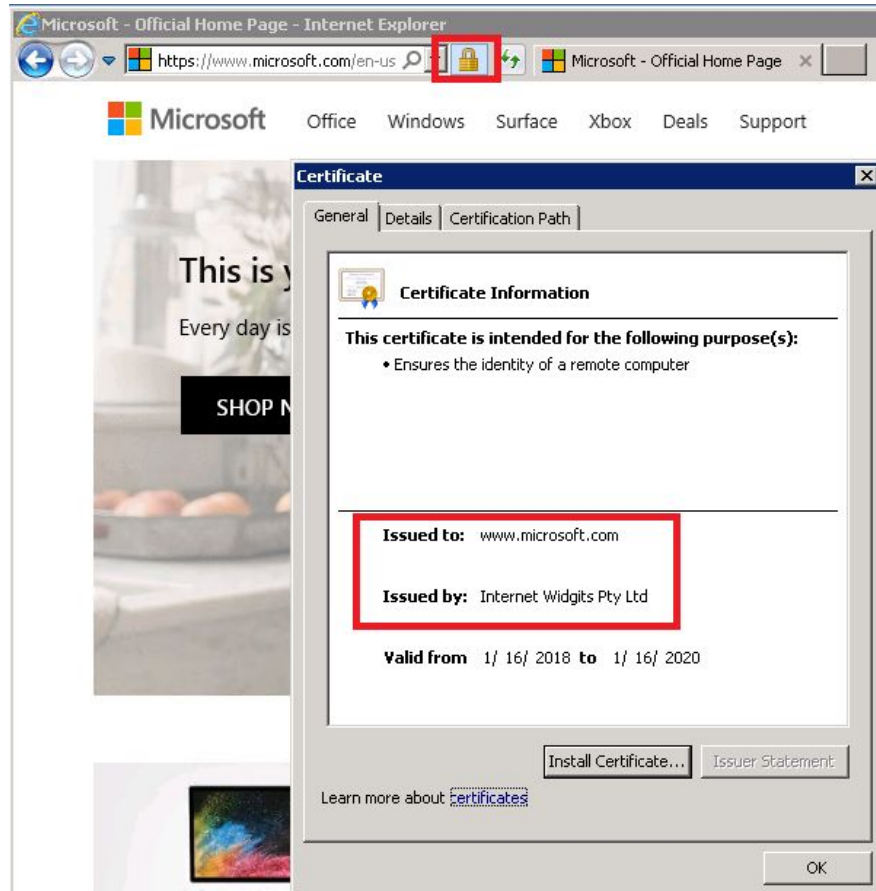 Microsoft - Official Home Page - Internet Explorer
https://www.microsoft.com/en-us
Microsoft - Official Home Page
Microsoft Office Windows Surface Xbox Deals Support
This is y
Every day is
SHOP N
Certificate
General Details Certification Path
Certificate Information
This certificate is intended for the following purpose(s):
• Ensures the identity of a remote computer
Issued to: www.microsoft.com
Issued by: Internet Widgits Pty Ltd
Valid from 1/ 16/ 2018 to 1/ 16/ 2020
Install Certificate... Issuer Statement
Learn more about certificates
OK